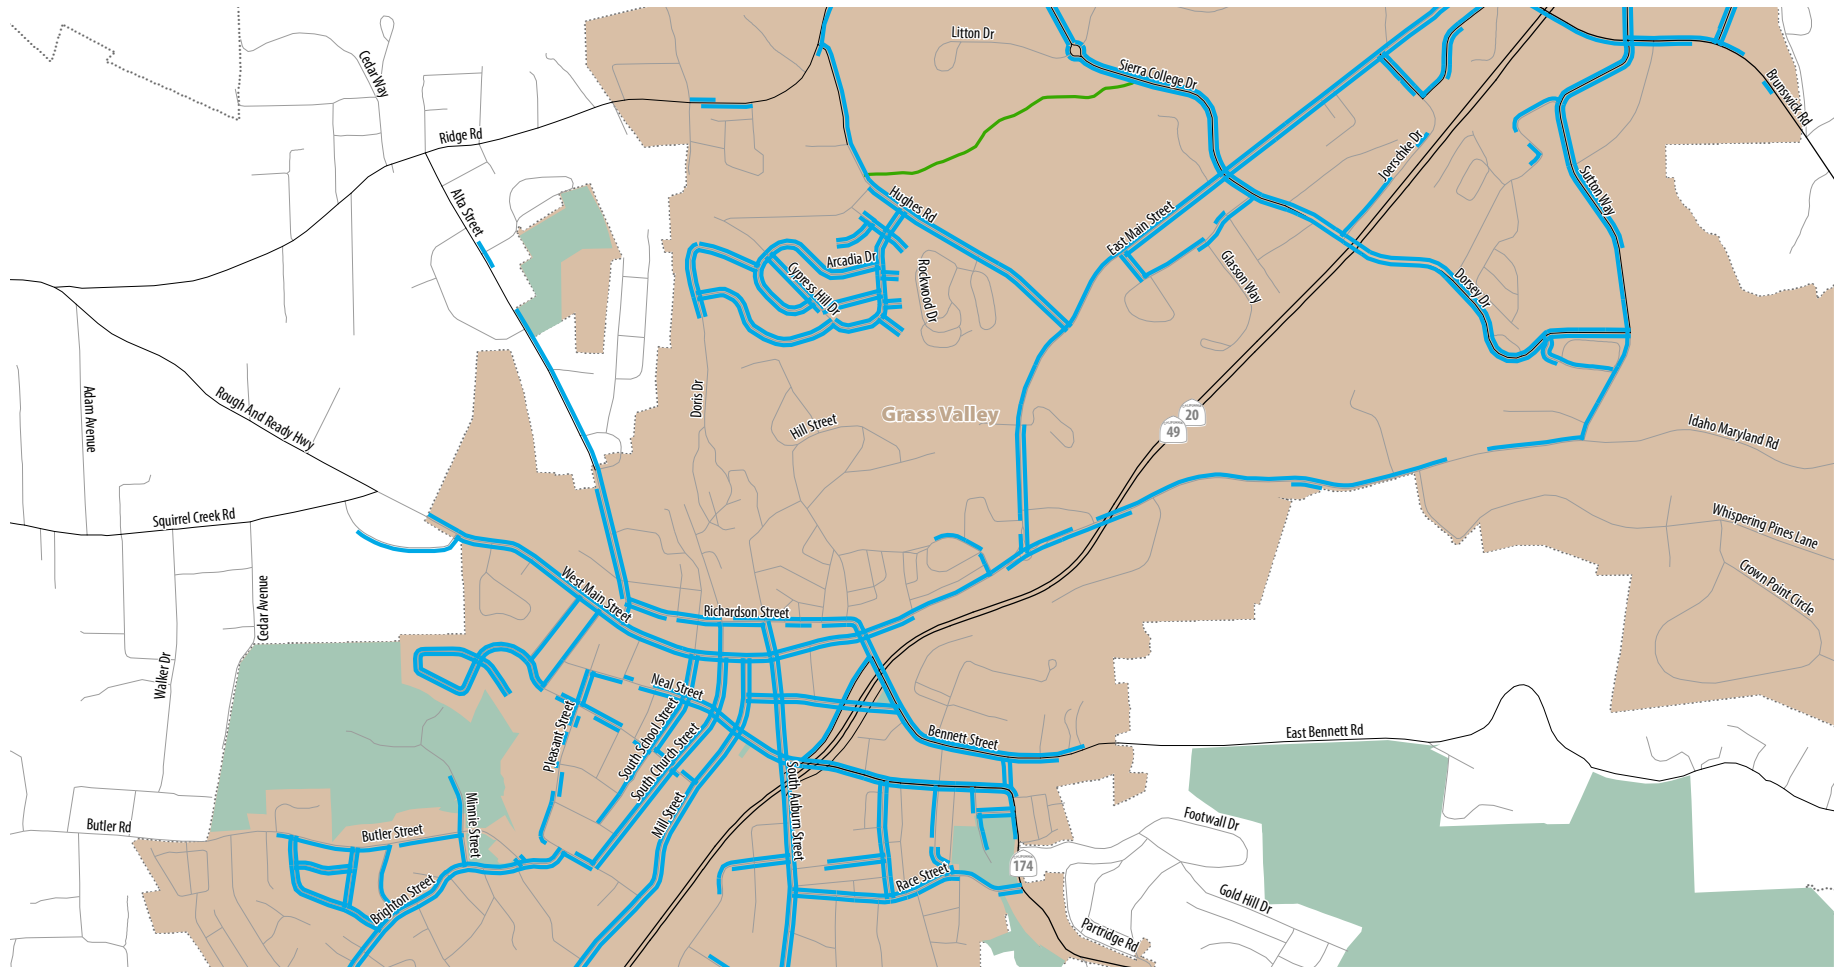 Litton Dr
Cedar Way
Sierra College Dr
Brunswick Rd
Ridge Rd
Joerschke Dr
Alta Street
Hughes Rd
Sutton Way
East Main Street
Arcadia Dr
Rockwood Dr
Cypress Hill Dr
Glasson Way
Dorsey Dr
Adam Avenue
Rough And Ready Hwy
Doris Dr
Hill Street
Grass Valley
CALIFORNIA
20
CALIFORNIA
49
Idaho Maryland Rd
Squirrel Creek Rd
Whispering Pines Lane
Crown Point Circle
Cedar Avenue
West Main Street
Richardson Street
Walker Dr
Neal Street
Pleasant Street
South School Street
South Church Street
Bennett Street
East Bennett Rd
Mill Street
South Auburn Street
Minnie Street
Butler Rd
Butler Street
Footwall Dr
CALIFORNIA
174
Race Street
Brighton Street
Gold Hill Dr
Partridge Rd